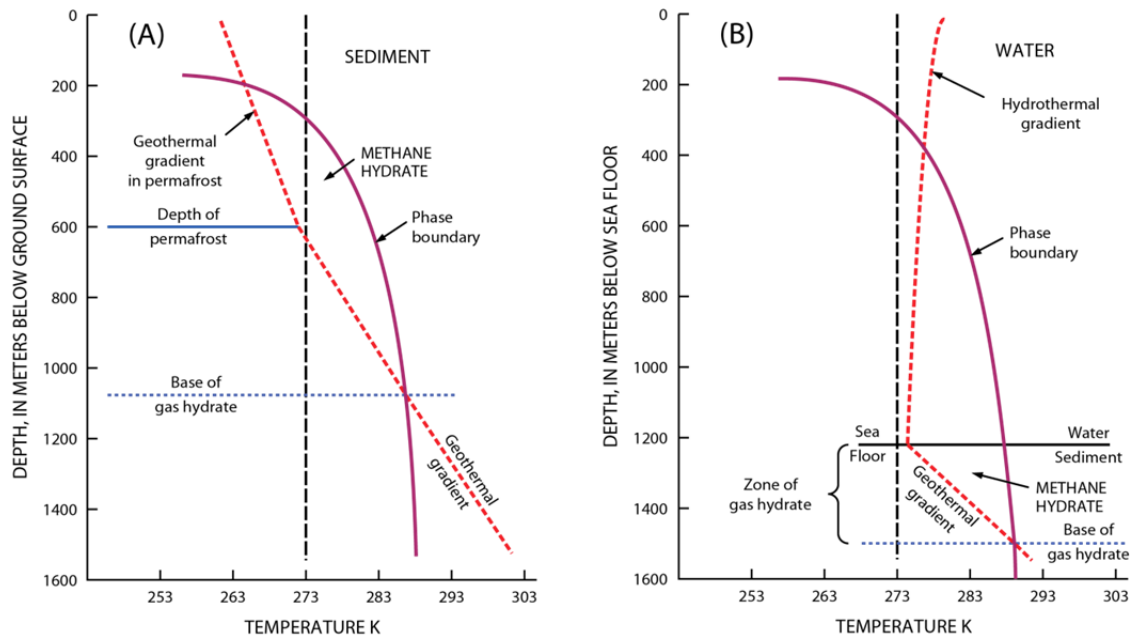 (A)
DEPTH, IN METERS BELOW GROUND SURFACE
0
200
400
600
800
1000
1200
1400
1600
SEDIMENT
Geothermal
gradient
in permafrost
METHANE
HYDRATE
Depth of
permafrost
Phase
boundary
Base of
gas hydrate
Geothermal
gradient
253
263
273
283
293
303
TEMPERATURE K
(B)
DEPTH, IN METERS BELOW SEA FLOOR
0
200
400
600
800
1000
1200
1400
1600
WATER
Hydrothermal
gradient
Phase
boundary
Sea
Floor
Water
Sediment
Zone of
gas hydrate
Geothermal
gradient
METHANE
HYDRATE
Base of
gas hydrate
253
263
273
283
293
303
TEMPERATURE K